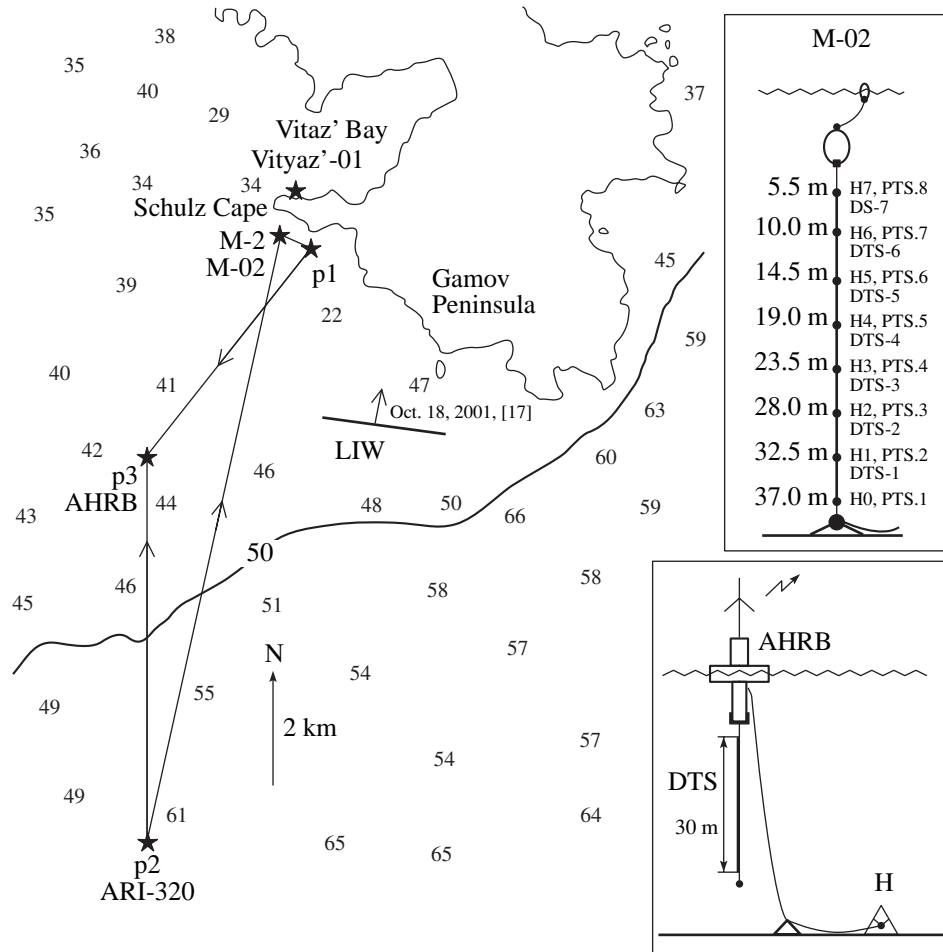 38
35
40
37
29
Vitaz' Bay
Vityaz'-01
36
34
34
35
Schulz Cape
M-2
M-02
p1
45
39
Gamov
Peninsula
22
59
40
41
47
Oct. 18, 2001, [17]
63
LIW
42
60
46
p3
AHRB
44
48
50
59
43
66
50
46
58
58
45
51
57
N
54
55
49
2 km
57
54
49
61
64
65
65
p2
ARI-320
M-02
5.5 m H7, PTS.8
DS-7
10.0 m H6, PTS.7
DTS-6
14.5 m H5, PTS.6
DTS-5
19.0 m H4, PTS.5
DTS-4
23.5 m H3, PTS.4
DTS-3
28.0 m H2, PTS.3
DTS-2
32.5 m H1, PTS.2
DTS-1
37.0 m H0, PTS.1
AHRB
DTS
30 m
H